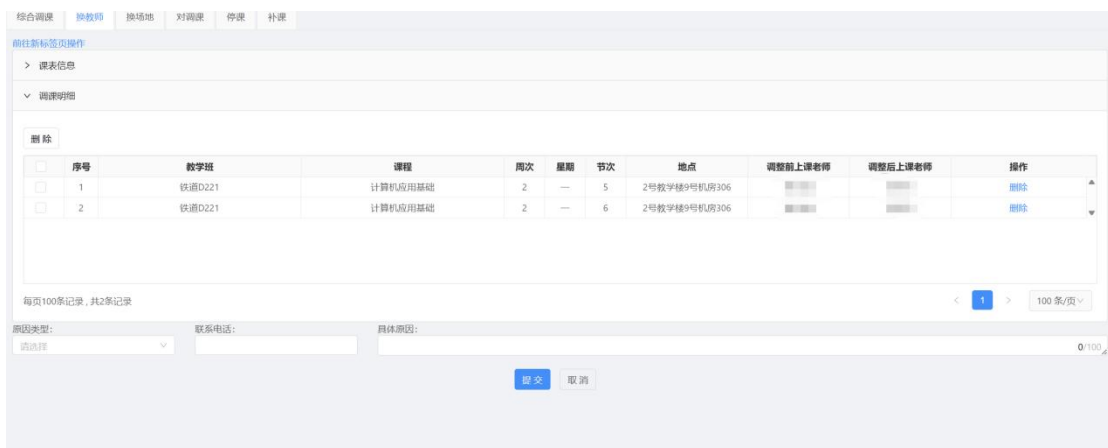 综合调课 换教师 换场地 对调课 停课 补课
前往新标签页操作
课表信息
调课明细
删除
序号 教学班 课程 周次 星期 节次 地点 调整前上课老师 调整后上课老师 操作
1 铁道D221 计算机应用基础 2 一 5 2号教学楼9号机房306 删除
2 铁道D221 计算机应用基础 2 一 6 2号教学楼9号机房306 删除
每页100条记录 , 共2条记录 < 1 > 100 条/页
原因类型: 联系电话: 具体原因:
请选择 0/100
提交 取消